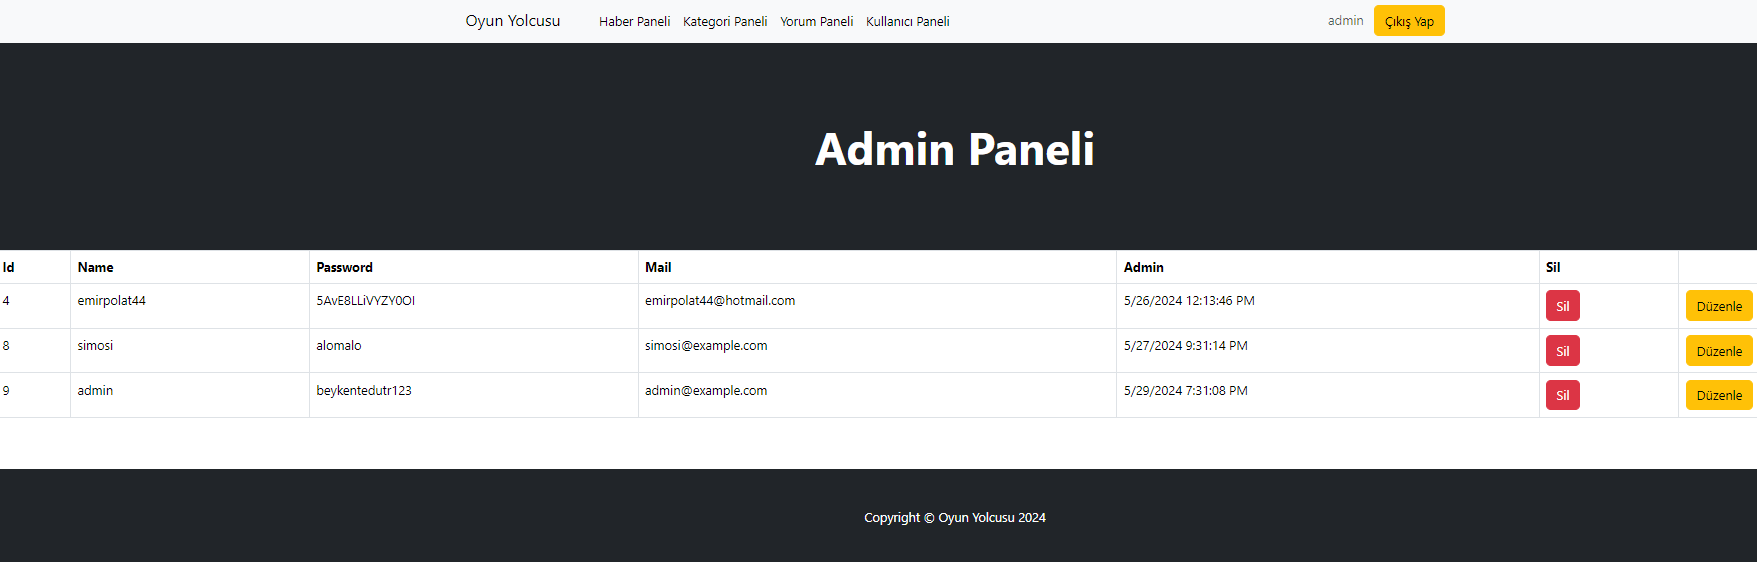 Oyun Yolcusu Haber Paneli Kategori Paneli Yorum Paneli Kullanıcı Paneli admin Çıkış Yap
Admin Paneli
Id Name Password Mail Admin Sil
4 emirpolat44 5AvE8LLiVYZY0OI emirpolat44@hotmail.com 5/26/2024 12:13:46 PM Sil Düzenle
8 simosi alomalo simosi@example.com 5/27/2024 9:31:14 PM Sil Düzenle
9 admin beykentedutr123 admin@example.com 5/29/2024 7:31:08 PM Sil Düzenle
Copyright © Oyun Yolcusu 2024